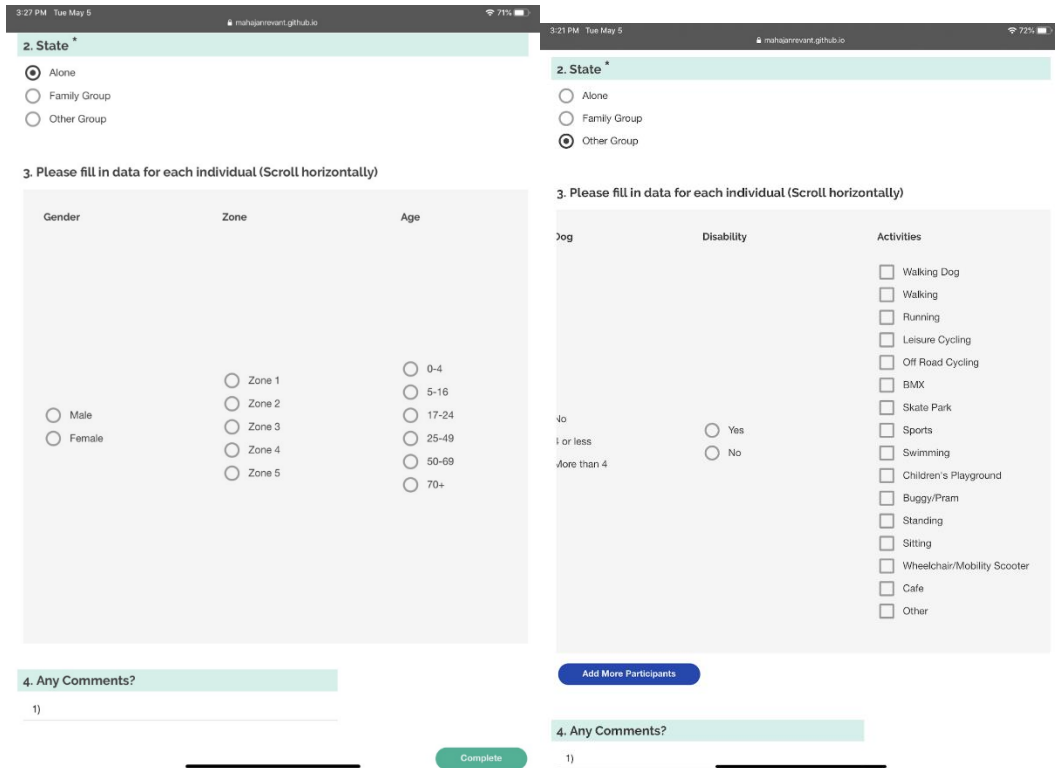 3:27 PM Tue May 5
mahajanrevant.github.io
71%
2. State *
Alone
Family Group
Other Group
3. Please fill in data for each individual (Scroll horizontally)
Gender Zone Age
Male
Female
Zone 1
Zone 2
Zone 3
Zone 4
Zone 5
0-4
5-16
17-24
25-49
50-69
70+
4. Any Comments?
1)
Complete
3:21 PM Tue May 5
mahajanrevant.github.io
72%
2. State *
Alone
Family Group
Other Group
3. Please fill in data for each individual (Scroll horizontally)
Dog Disability Activities
No
or less
More than 4
Yes
No
Walking Dog
Walking
Running
Leisure Cycling
Off Road Cycling
BMX
Skate Park
Sports
Swimming
Children's Playground
Buggy/Pram
Standing
Sitting
Wheelchair/Mobility Scooter
Cafe
Other
Add More Participants
4. Any Comments?
1)